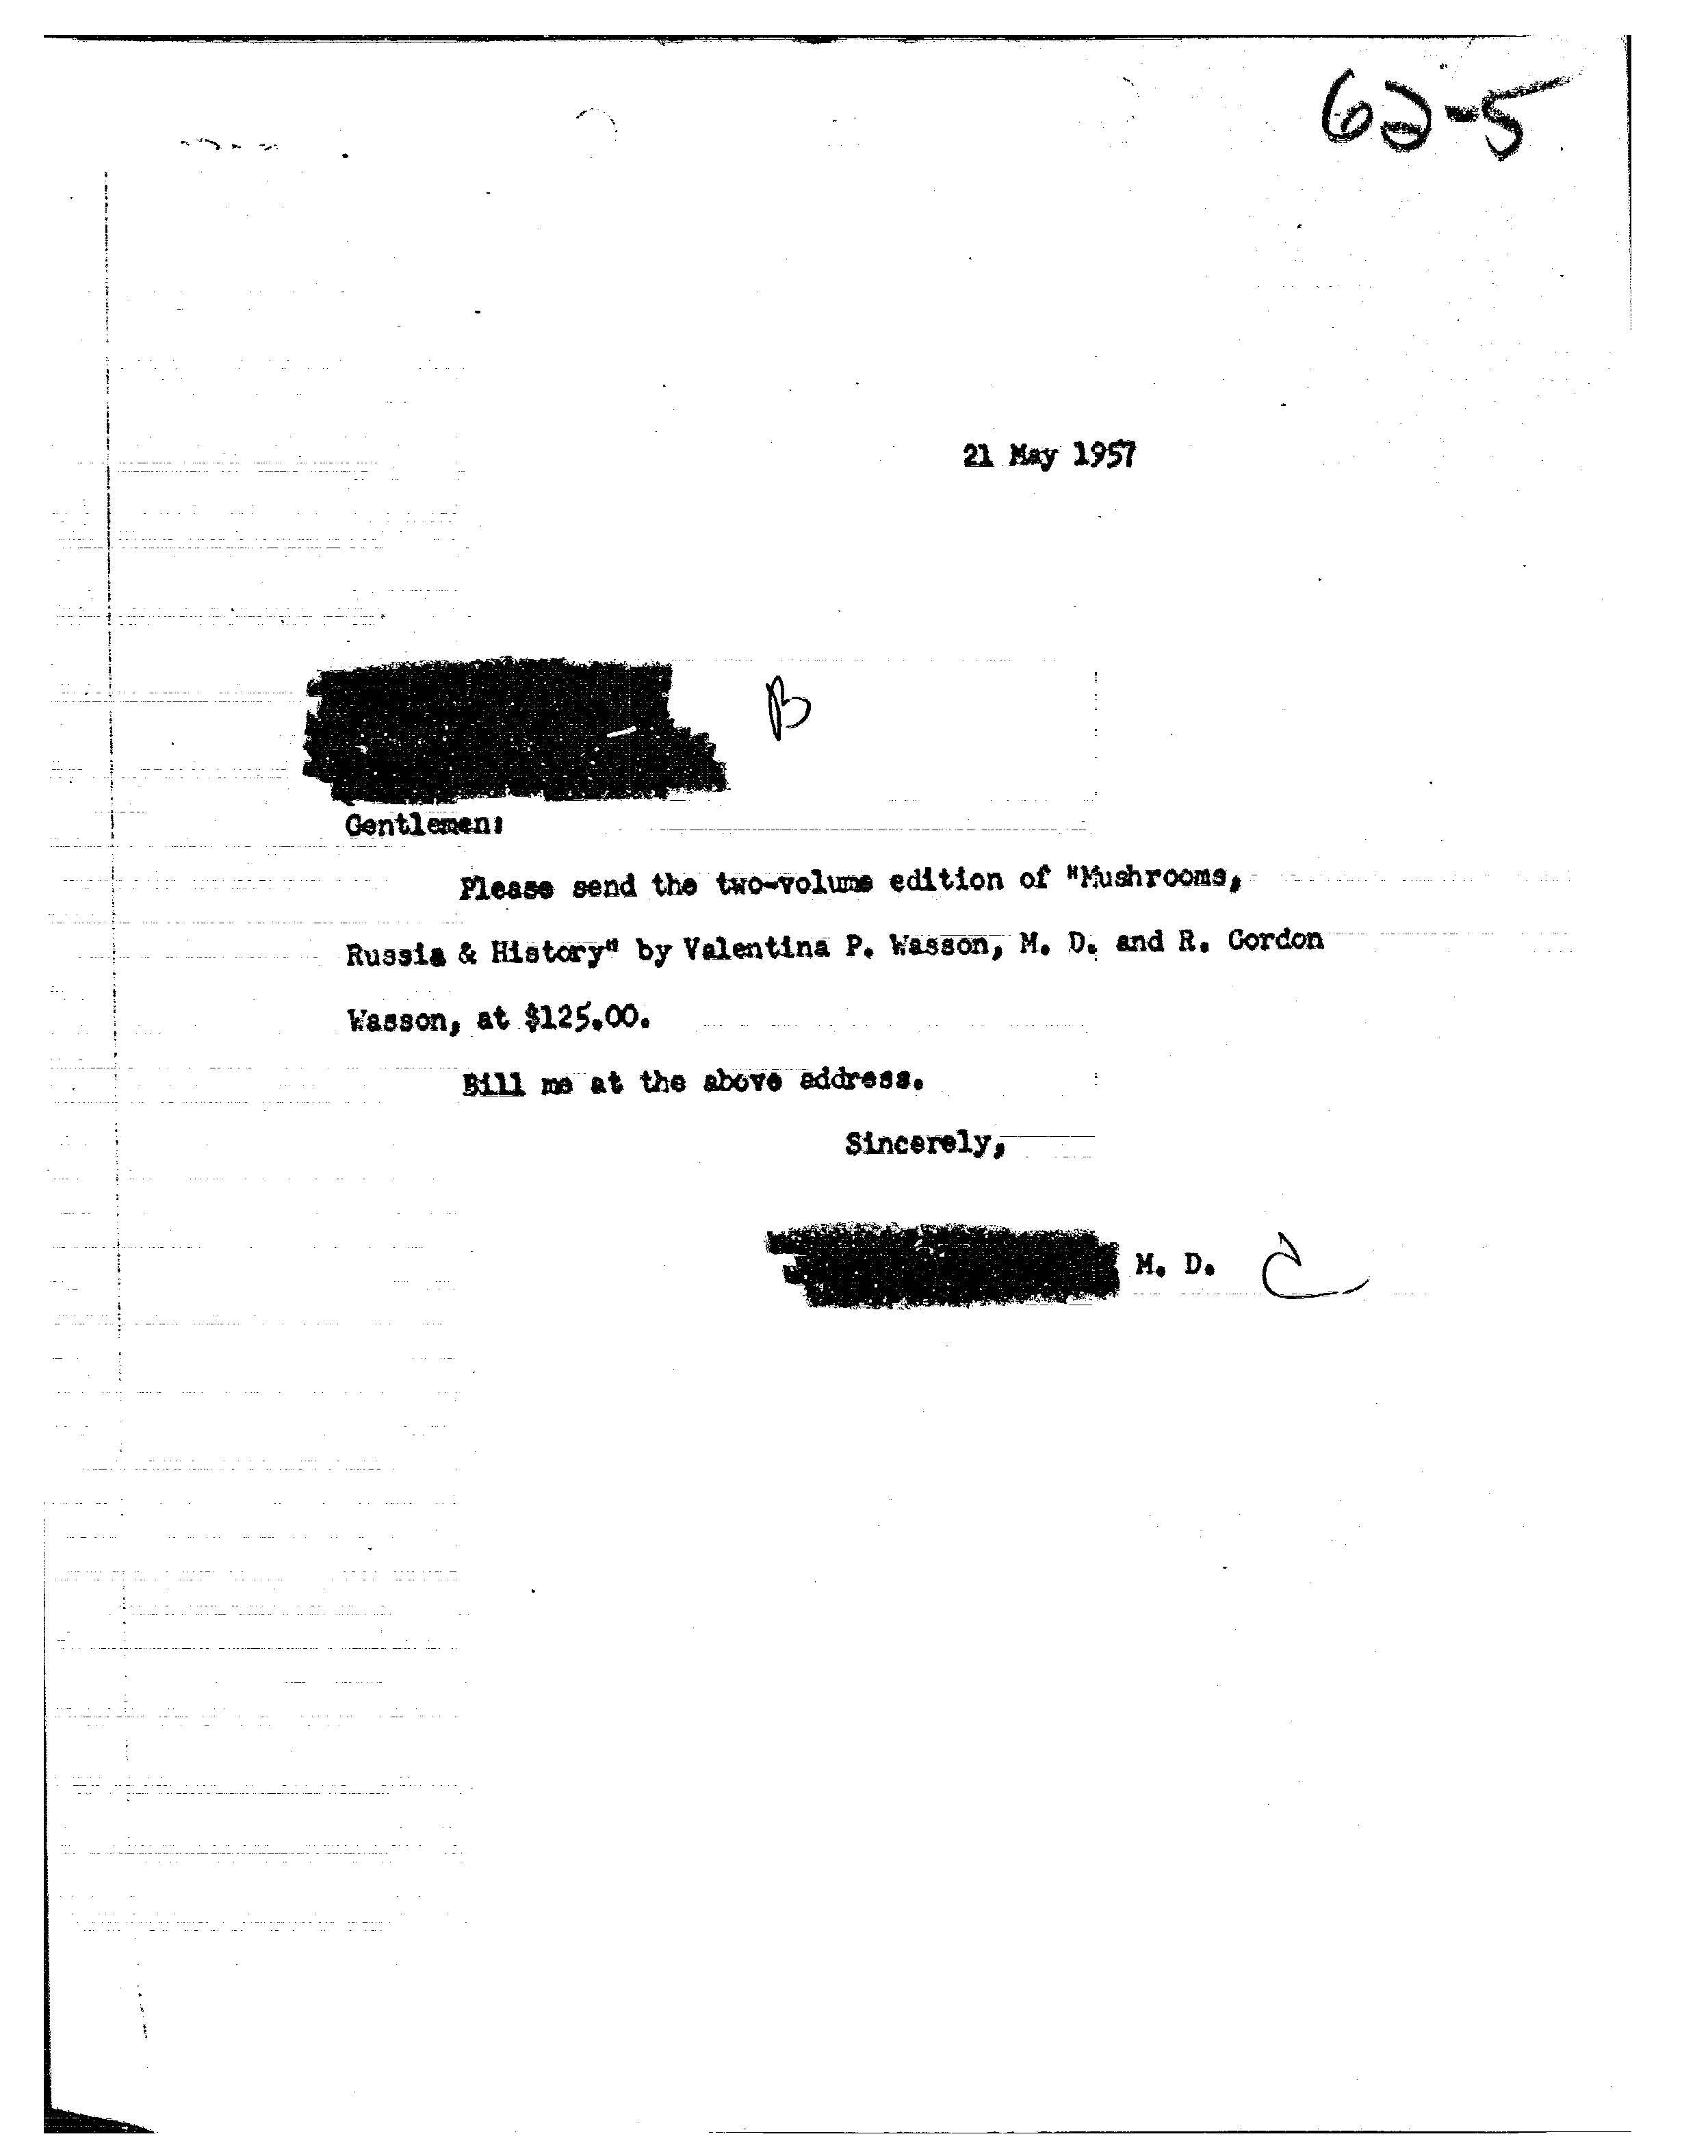 62-5
21 May 1957
B
Gentlemen:
Please send the two-volume edition of "Mushrooms,
Russia & History" by Valentina P. Wasson, M. D. and R. Gordon
Wasson, at $125.00.
Bill me at the above address.
Sincerely,
M. D. C